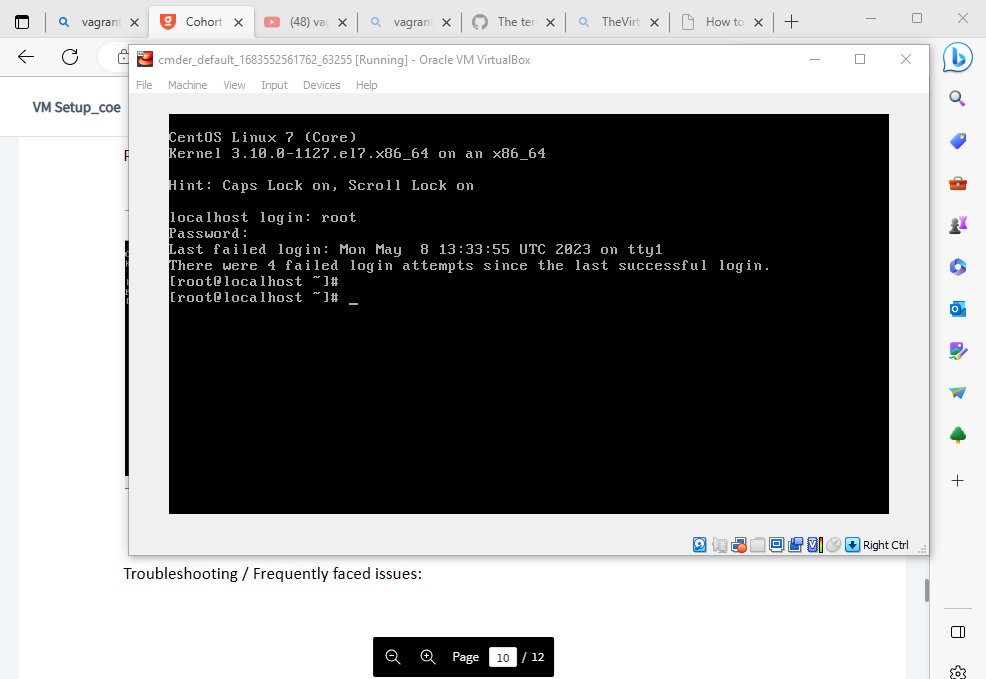 vagrant
Cohort
(48) vag
vagrant
The ten
TheVirt
How to
cmder_default_1683552561762_63255 [Running] - Oracle VM VirtualBox
File Machine View Input Devices Help
VM Setup_coe
CentOS Linux 7 (Core)
Kernel 3.10.0-1127.el7.x86_64 on an x86_64
Hint: Caps Lock on, Scroll Lock on
localhost login: root
Password:
Last failed login: Mon May  8 13:33:55 UTC 2023 on tty1
There were 4 failed login attempts since the last successful login.
[root@localhost ~]#
[root@localhost ~]# _
Right Ctrl
Troubleshooting / Frequently faced issues:
Page 10 / 12